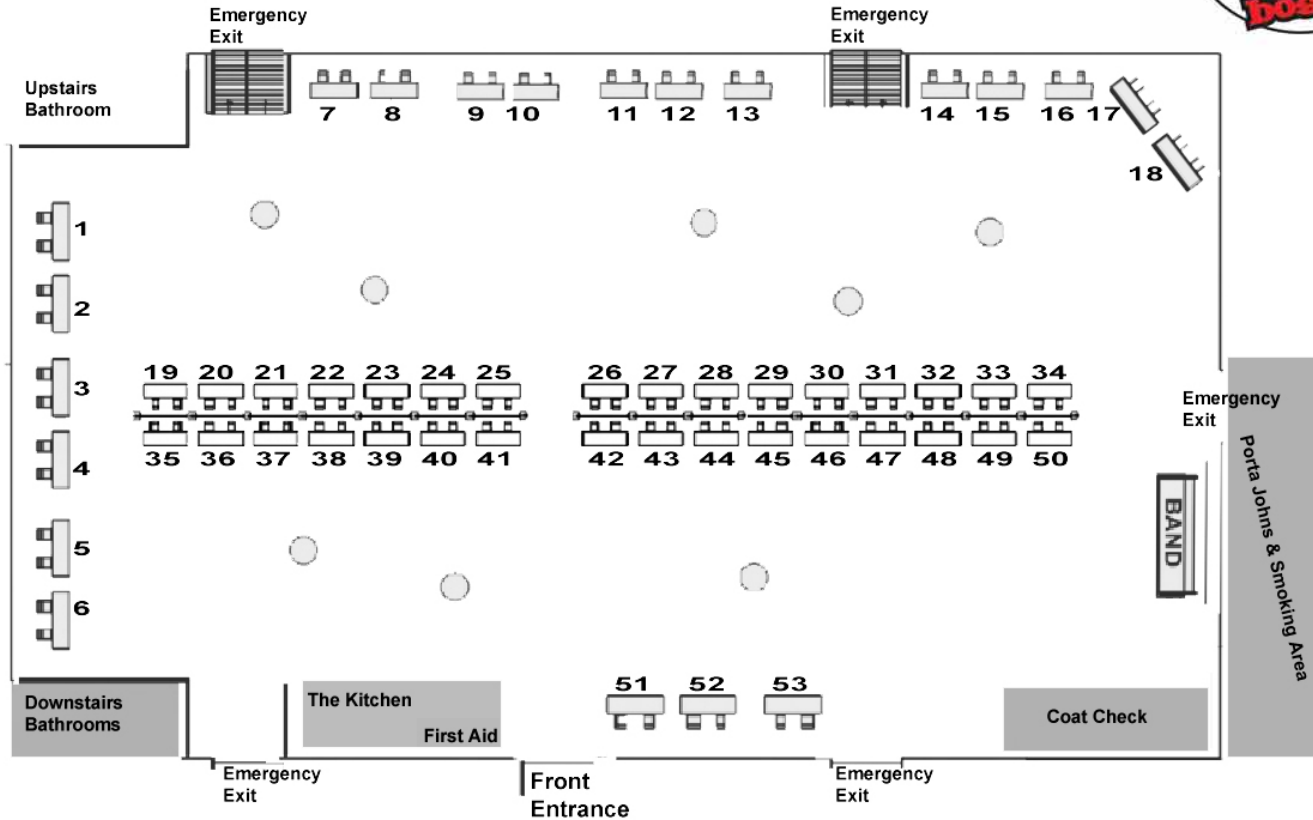 Emergency
Exit
Emergency
Exit
Upstairs
Bathroom
7 8 9 10 11 12 13 14 15 16 17
18
1
2
3
4
5
6
19 20 21 22 23 24 25 26 27 28 29 30 31 32 33 34
35 36 37 38 39 40 41 42 43 44 45 46 47 48 49 50
Emergency
Exit
BAND
Porta Johns & Smoking Area
51 52 53
Downstairs
Bathrooms
The Kitchen
First Aid
Coat Check
Emergency
Exit
Front
Entrance
Emergency
Exit